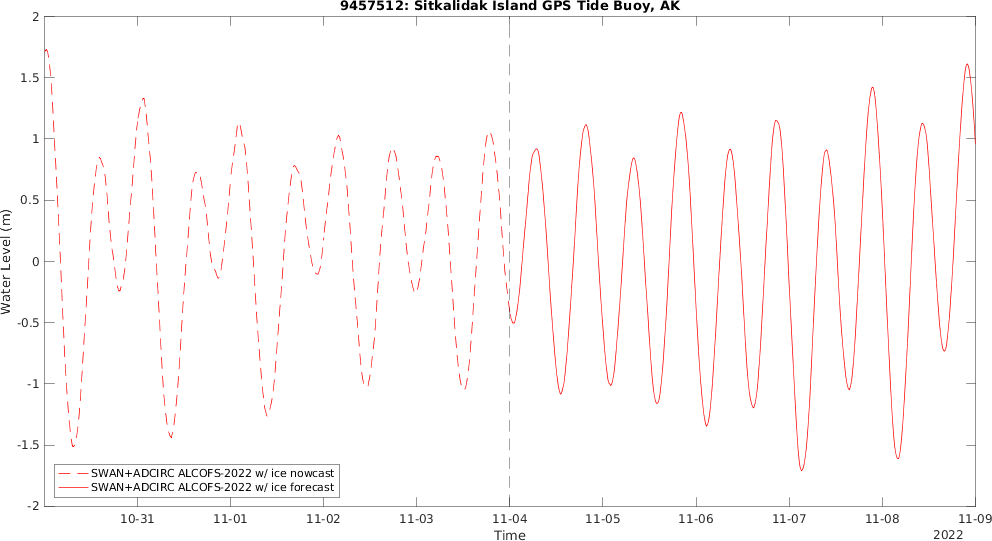 9457512: Sitkalidak Island GPS Tide Buoy, AK
2
1.5
1
0.5
0
-0.5
-1
-1.5
-2
Water Level (m)
SWAN+ADCIRC ALCOFS-2022 w/ ice nowcast
SWAN+ADCIRC ALCOFS-2022 w/ ice forecast
10-31 11-01 11-02 11-03 11-04 11-05 11-06 11-07 11-08 11-09
Time
2022